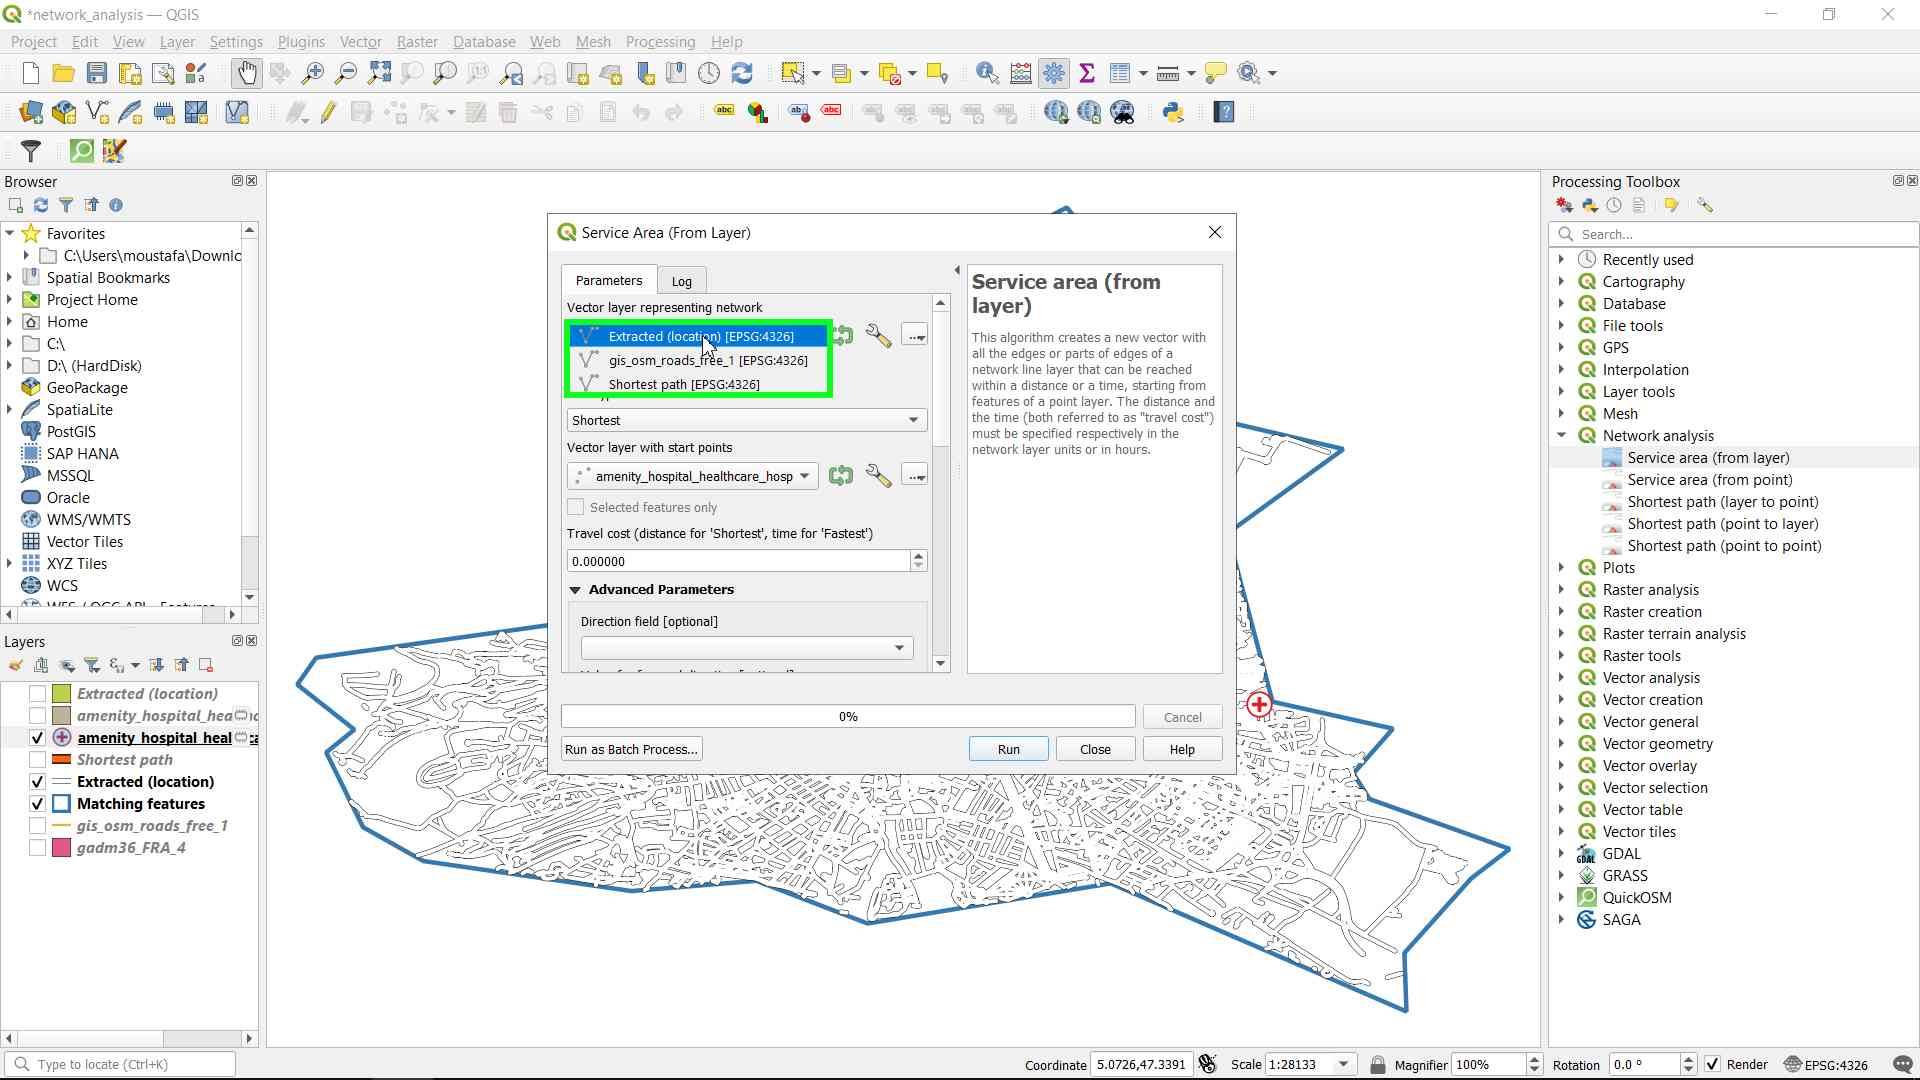 *network_analysis — QGIS
Project Edit View Layer Settings Plugins Vector Raster Database Web Mesh Processing Help
Browser
Favorites
C:\Users\moustafa\Downlc
Spatial Bookmarks
Project Home
Home
C:\
D:\ (HardDisk)
GeoPackage
SpatiaLite
PostGIS
SAP HANA
MSSQL
Oracle
WMS/WMTS
Vector Tiles
XYZ Tiles
WCS
Layers
Extracted (location)
amenity_hospital_hea
amenity_hospital_heal
Shortest path
Extracted (location)
Matching features
gis_osm_roads_free_1
gadm36_FRA_4
Service Area (From Layer)
Parameters Log
Vector layer representing network
Extracted (location) [EPSG:4326]
gis_osm_roads_free_1 [EPSG:4326]
Shortest path [EPSG:4326]
Shortest
Vector layer with start points
amenity_hospital_healthcare_hosp
Selected features only
Travel cost (distance for 'Shortest', time for 'Fastest')
0.000000
Advanced Parameters
Direction field [optional]
0%
Cancel
Run as Batch Process...
Run
Close
Help
Service area (from
layer)
This algorithm creates a new vector with
all the edges or parts of edges of a
network line layer that can be reached
within a distance or a time, starting from
features of a point layer. The distance and
the time (both referred to as "travel cost")
must be specified respectively in the
network layer units or in hours.
Processing Toolbox
Search...
Recently used
Cartography
Database
File tools
GPS
Interpolation
Layer tools
Mesh
Network analysis
Service area (from layer)
Service area (from point)
Shortest path (layer to point)
Shortest path (point to layer)
Shortest path (point to point)
Plots
Raster analysis
Raster creation
Raster terrain analysis
Raster tools
Vector analysis
Vector creation
Vector general
Vector geometry
Vector overlay
Vector selection
Vector table
Vector tiles
GDAL
GRASS
QuickOSM
SAGA
Type to locate (Ctrl+K)
Coordinate 5.0726,47.3391 Scale 1:28133 Magnifier 100% Rotation 0.0 ° Render EPSG:4326